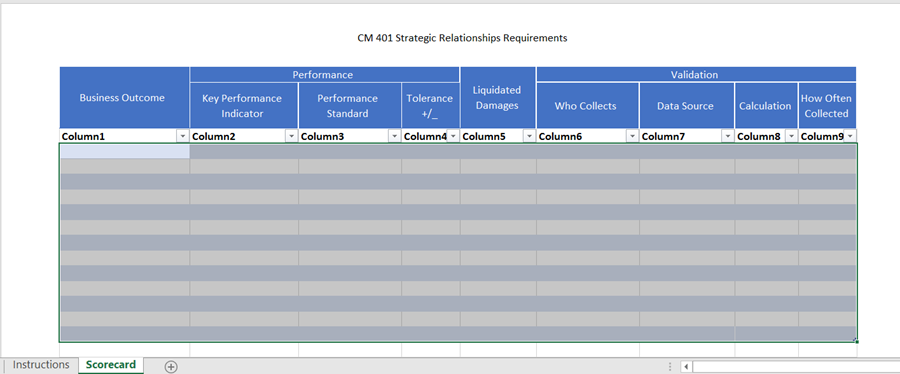 CM 401 Strategic Relationships Requirements
Performance
Validation
Business Outcome
Key Performance
Indicator
Performance
Standard
Tolerance
+/_
Liquidated
Damages
Who Collects
Data Source
Calculation
How Often
Collected
Column1 Column2 Column3 Column4 Column5 Column6 Column7 Column8 Column9
Instructions Scorecard